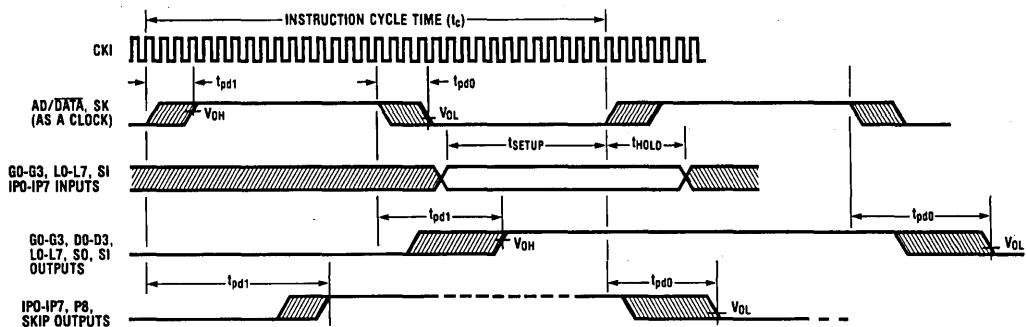 INSTRUCTION CYCLE TIME (tc)
CKI
tpd1
tpd0
AD/DATA, SK
(AS A CLOCK)
VOH
VOL
tSETUP
tHOLD
G0-G3, L0-L7, SI
IP0-IP7 INPUTS
tpd1
tpd0
G0-G3, D0-D3,
L0-L7, SO, SI
OUTPUTS
VOH
VOL
tpd1
tpd0
IP0-IP7, P8,
SKIP OUTPUTS
VOL